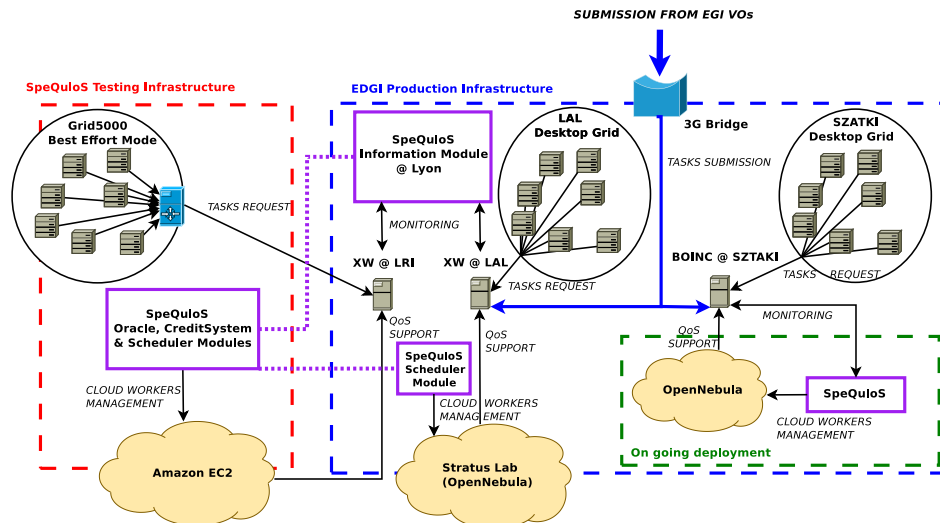 SUBMISSION FROM EGI VOs
SpeQuloS Testing Infrastructure
EDGI Production Infrastructure
Grid5000
Best Effort Mode
SpeQuloS
Information Module
@ Lyon
LAL
Desktop Grid
3G Bridge
SZATKI
Desktop Grid
TASKS SUBMISSION
TASKS REQUEST
MONITORING
XW @ LRI
XW @ LAL
BOINC @ SZTAKI
TASKS REQUEST
TASKS REQUEST
SpeQuloS
Oracle, CreditSystem
& Scheduler Modules
QoS
SUPPORT
QoS
SUPPORT
QoS
SUPPORT
MONITORING
SpeQuloS
Scheduler
Module
CLOUD WORKERS
MANAGEMENT
CLOUD WORKERS
MANAGEMENT
OpenNebula
SpeQuloS
CLOUD WORKERS
MANAGEMENT
On going deployment
Amazon EC2
Stratus Lab
(OpenNebula)